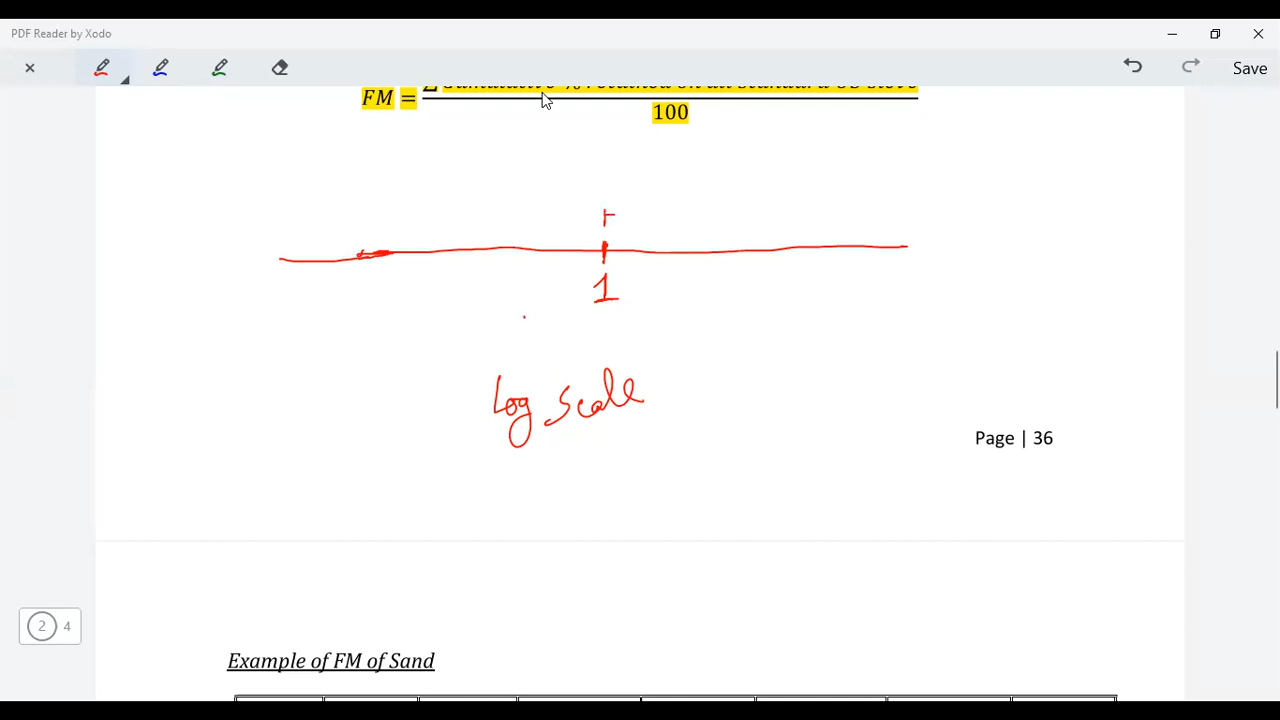 PDF Reader by Xodo
Save
FM =
100
1
Log Scale
Page | 36
2 4
Example of FM of Sand